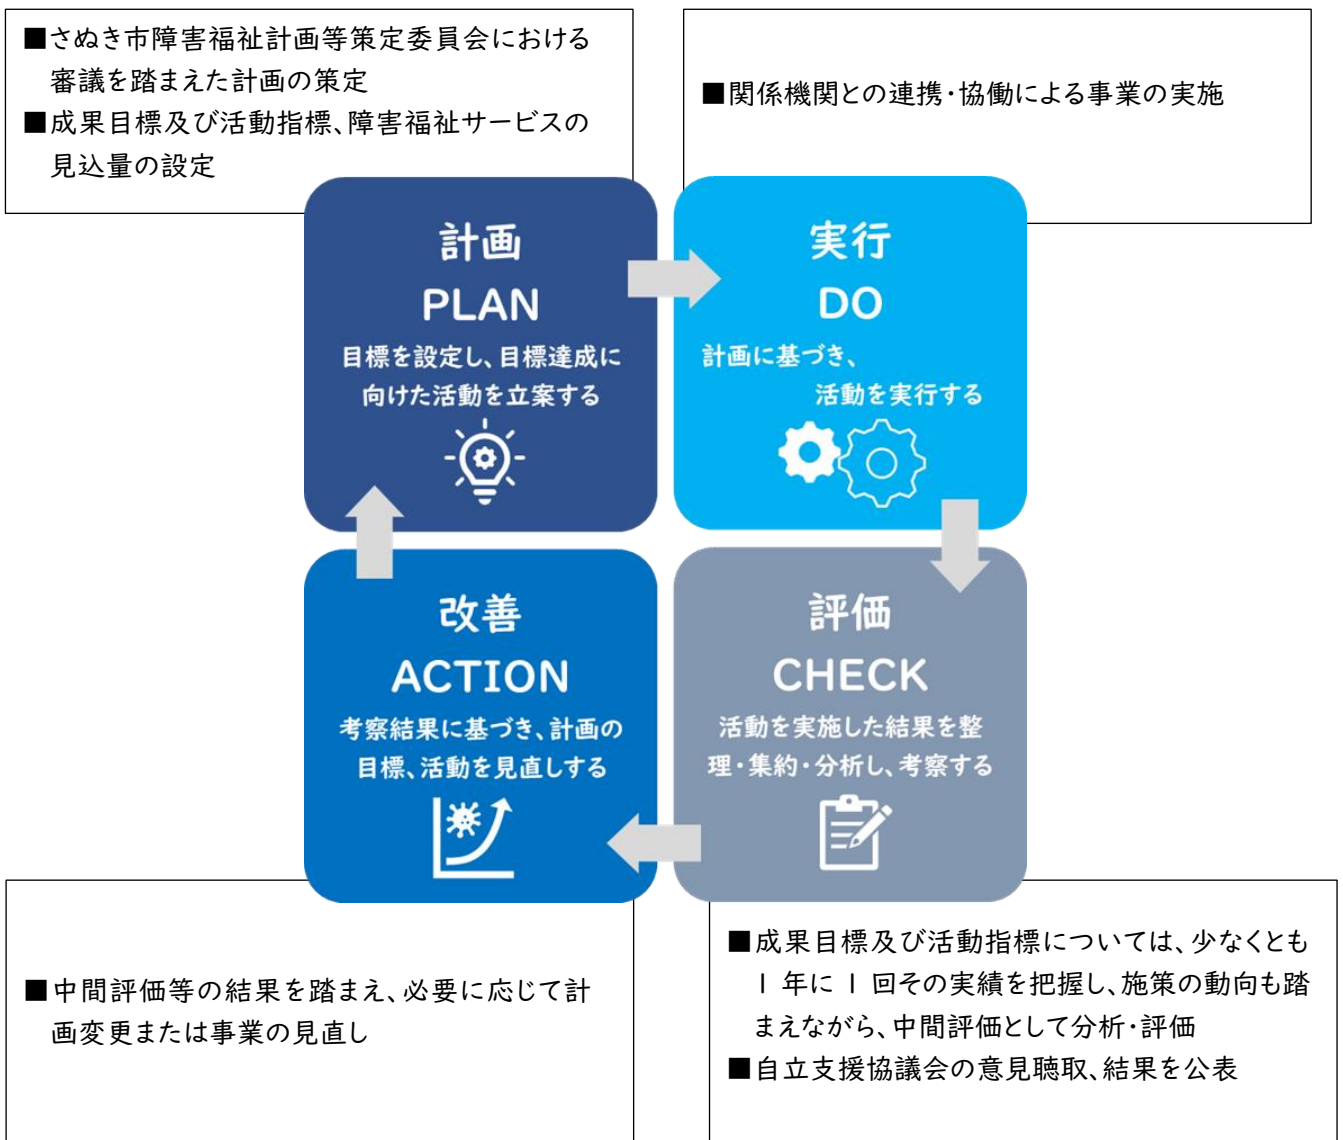 ■さぬき市障害福祉計画等策定委員会における
審議を踏まえた計画の策定
■成果目標及び活動指標、障害福祉サービスの
見込量の設定
■関係機関との連携・協働による事業の実施
計画
PLAN
目標を設定し、目標達成に
向けた活動を立案する
実行
DO
計画に基づき、
活動を実行する
改善
ACTION
考察結果に基づき、計画の
目標、活動を見直しする
評価
CHECK
活動を実施した結果を整
理・集約・分析し、考察する
■中間評価等の結果を踏まえ、必要に応じて計
画変更または事業の見直し
■成果目標及び活動指標については、少なくとも
1 年に 1 回その実績を把握し、施策の動向も踏
まえながら、中間評価として分析・評価
■自立支援協議会の意見聴取、結果を公表